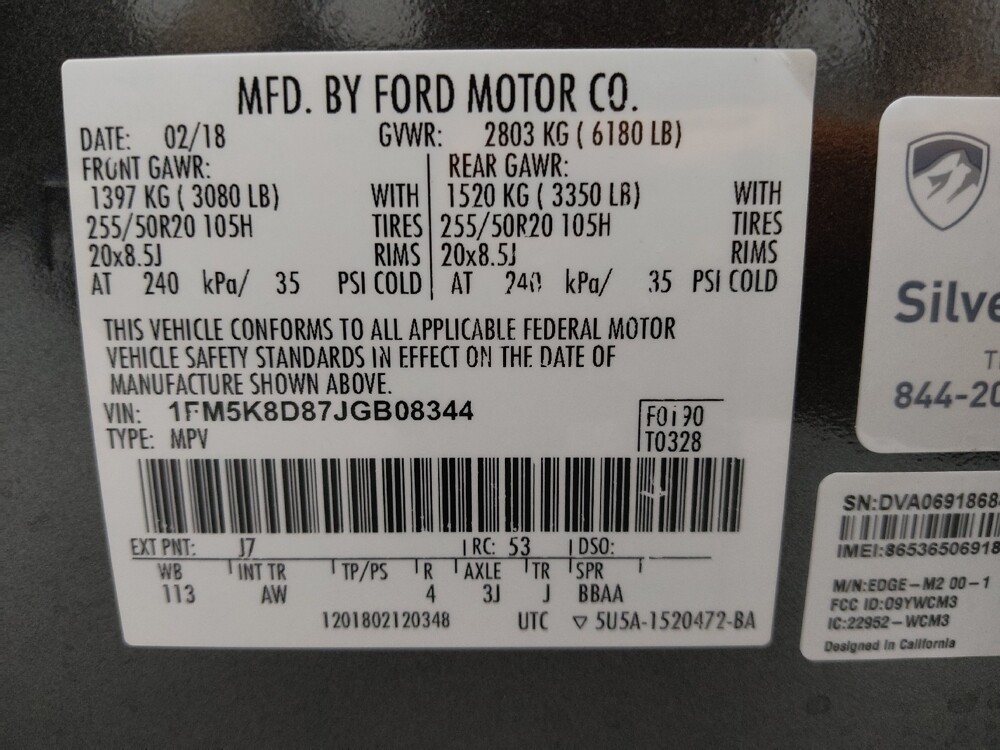 MFD. BY FORD MOTOR CO.
DATE: 02/18 GVWR: 2803 KG ( 6180 LB)
FRONT GAWR: REAR GAWR:
1397 KG ( 3080 LB) WITH 1520 KG ( 3350 LB) WITH
255/50R20 105H TIRES 255/50R20 105H TIRES
20x8.5J RIMS 20x8.5J RIMS
AT 240 kPa/ 35 PSI COLD AT 240 kPa/ 35 PSI COLD
THIS VEHICLE CONFORMS TO ALL APPLICABLE FEDERAL MOTOR
VEHICLE SAFETY STANDARDS IN EFFECT ON THE DATE OF
MANUFACTURE SHOWN ABOVE.
VIN: 1FM5K8D87JGB08344
TYPE: MPV
F0190
T0328
EXT PNT: J7 RC: 53 DSO:
WB INT TR TP/PS R AXLE TR SPR
113 AW 4 3J J BBAA
1201802120348 UTC ▽ 5U5A-1520472-BA
Silve
T
844-20
SN:DVA0691868
IMEI:86536506918
M/N:EDGE-M2 00-1
FCC ID:09YWCM3
IC:22952-WCM3
Designed in California